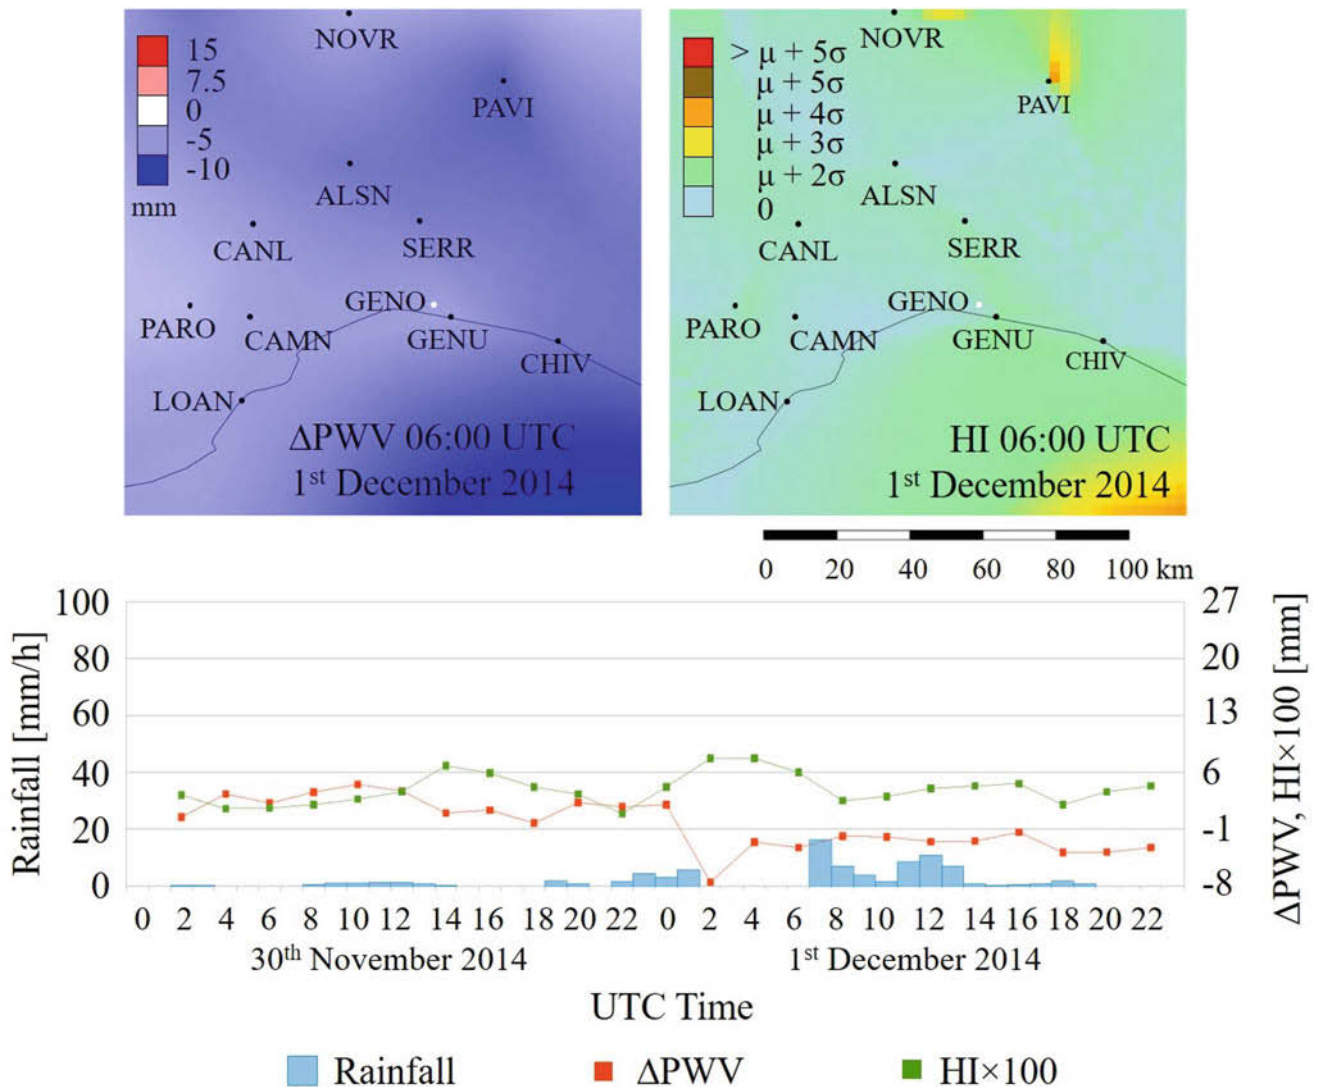 NOVR
15
7.5
0
-5
-10
mm
PAVI
ALSN
CANL
SERR
GENO
PARO
CAMN
GENU
CHIV
LOAN
ΔPWV 06:00 UTC
1st December 2014
NOVR
> μ + 5σ
μ + 5σ
μ + 4σ
μ + 3σ
μ + 2σ
0
PAVI
ALSN
CANL
SERR
GENO
PARO
CAMN
GENU
CHIV
LOAN
HI 06:00 UTC
1st December 2014
0 20 40 60 80 100 km
Rainfall [mm/h]
100
80
60
40
20
0
27
20
13
6
-1
-8
ΔPWV, HI×100 [mm]
0 2 4 6 8 10 12 14 16 18 20 22 0 2 4 6 8 10 12 14 16 18 20 22
30th November 2014 1st December 2014
UTC Time
Rainfall ΔPWV HI×100